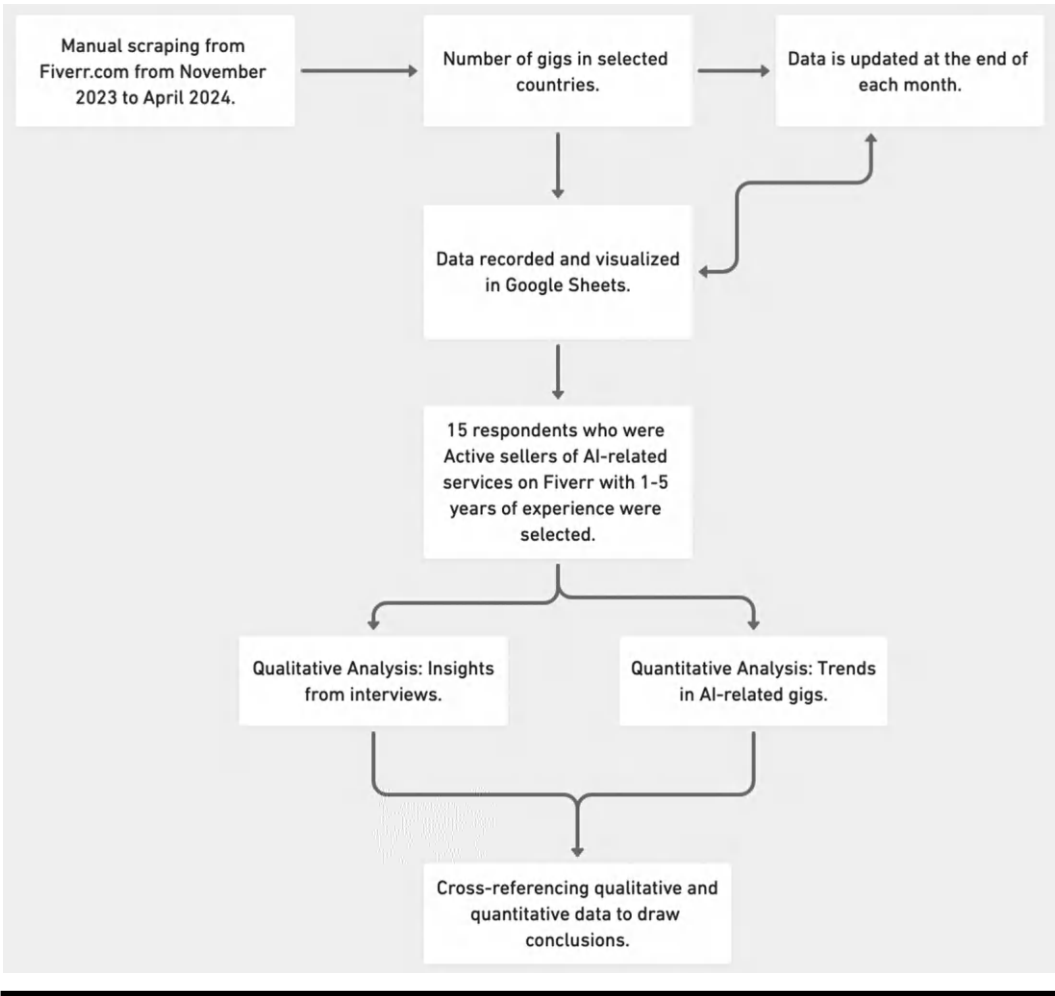 Manual scraping from
Fiverr.com from November
2023 to April 2024.
Number of gigs in selected
countries.
Data is updated at the end of
each month.
Data recorded and visualized
in Google Sheets.
15 respondents who were
Active sellers of AI-related
services on Fiverr with 1-5
years of experience were
selected.
Qualitative Analysis: Insights
from interviews.
Quantitative Analysis: Trends
in AI-related gigs.
Cross-referencing qualitative and
quantitative data to draw
conclusions.